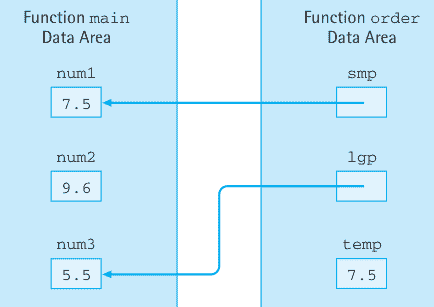 Function main
Data Area
num1
7.5
num2
9.6
num3
5.5
Function order
Data Area
smp
lgp
temp
7.5